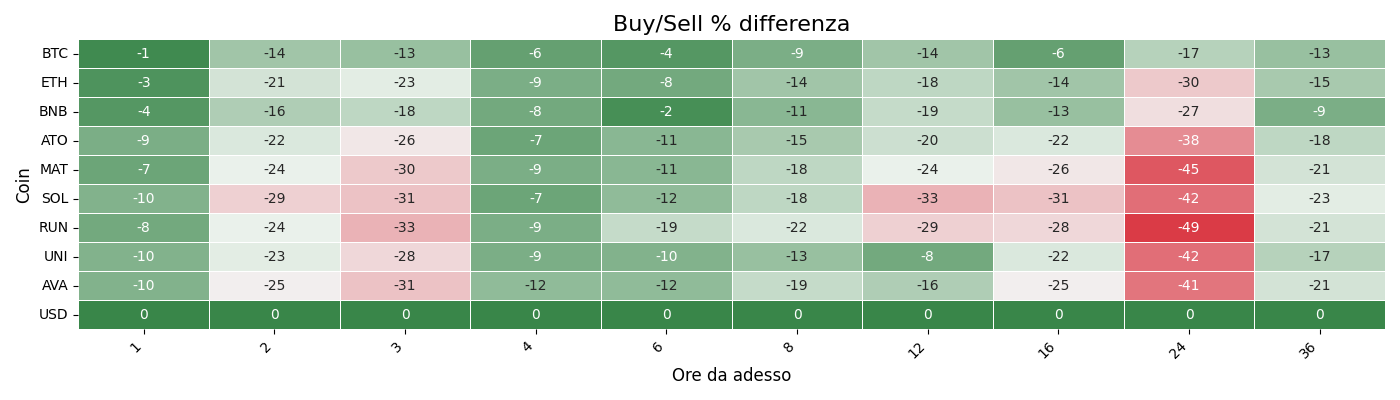 Buy/Sell % differenza
Coin
BTC -1 -14 -13 -6 -4 -9 -14 -6 -17 -13
ETH -3 -21 -23 -9 -8 -14 -18 -14 -30 -15
BNB -4 -16 -18 -8 -2 -11 -19 -13 -27 -9
ATO -9 -22 -26 -7 -11 -15 -20 -22 -38 -18
MAT -7 -24 -30 -9 -11 -18 -24 -26 -45 -21
SOL -10 -29 -31 -7 -12 -18 -33 -31 -42 -23
RUN -8 -24 -33 -9 -19 -22 -29 -28 -49 -21
UNI -10 -23 -28 -9 -10 -13 -8 -22 -42 -17
AVA -10 -25 -31 -12 -12 -19 -16 -25 -41 -21
USD 0 0 0 0 0 0 0 0 0 0
1 2 3 4 6 8 12 16 24 36
Ore da adesso